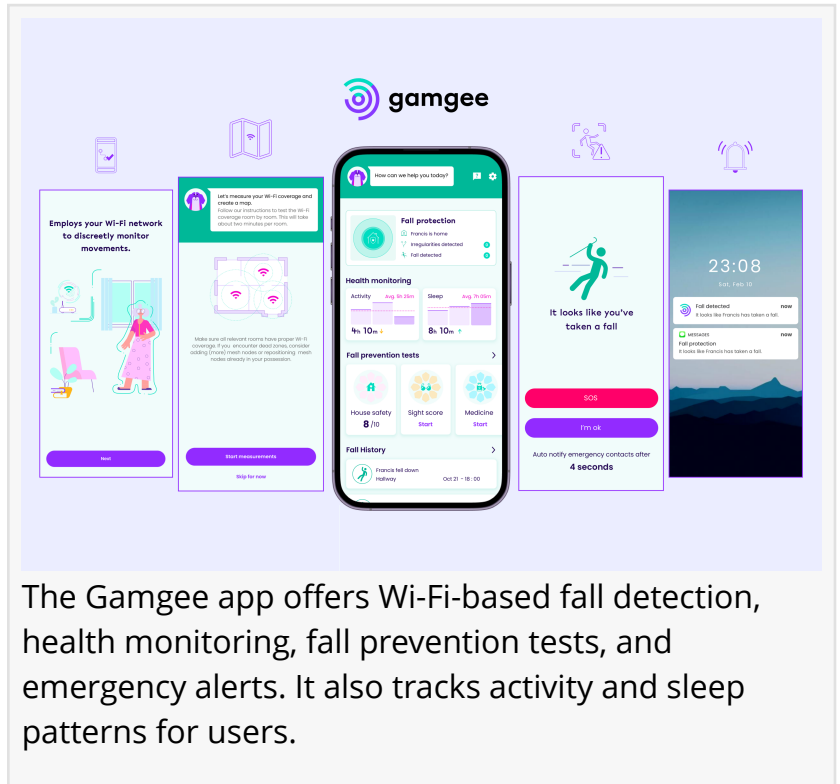 gamgee
Employs your Wi-Fi network
to discreetly monitor
movements.
Next
Let's measure your Wi-Fi coverage and
create a map.
Follow our instructions to test the Wi-Fi
coverage room by room. This will take
about two minutes per room.
Make sure all relevant rooms have proper Wi-Fi
coverage. If you encounter dead zones, consider
adding (more) mesh nodes or repositioning mesh
nodes already in your possession.
Start measurements
Skip for now
How can we help you today?
Fall protection
Francis is home
Irregularities detected
Fall detected
Health monitoring
Activity Avg. 5h 25m
4h 10m ↓
Sleep Avg. 7h 05m
8h 10m ↑
Fall prevention tests
House safety
8/10
Sight score
Start
Medicine
Start
Fall History
Francis fell down
Hallway Oct 21 - 18:00
It looks like you've
taken a fall
SOS
I'm ok
Auto notify emergency contacts after
4 seconds
23:08
Sat, Feb 10
Fall detected now
It looks like Francis has taken a fall.
MESSAGES now
Fall protection
It looks like Francis has taken a fall.
The Gamgee app offers Wi-Fi-based fall detection,
health monitoring, fall prevention tests, and
emergency alerts. It also tracks activity and sleep
patterns for users.